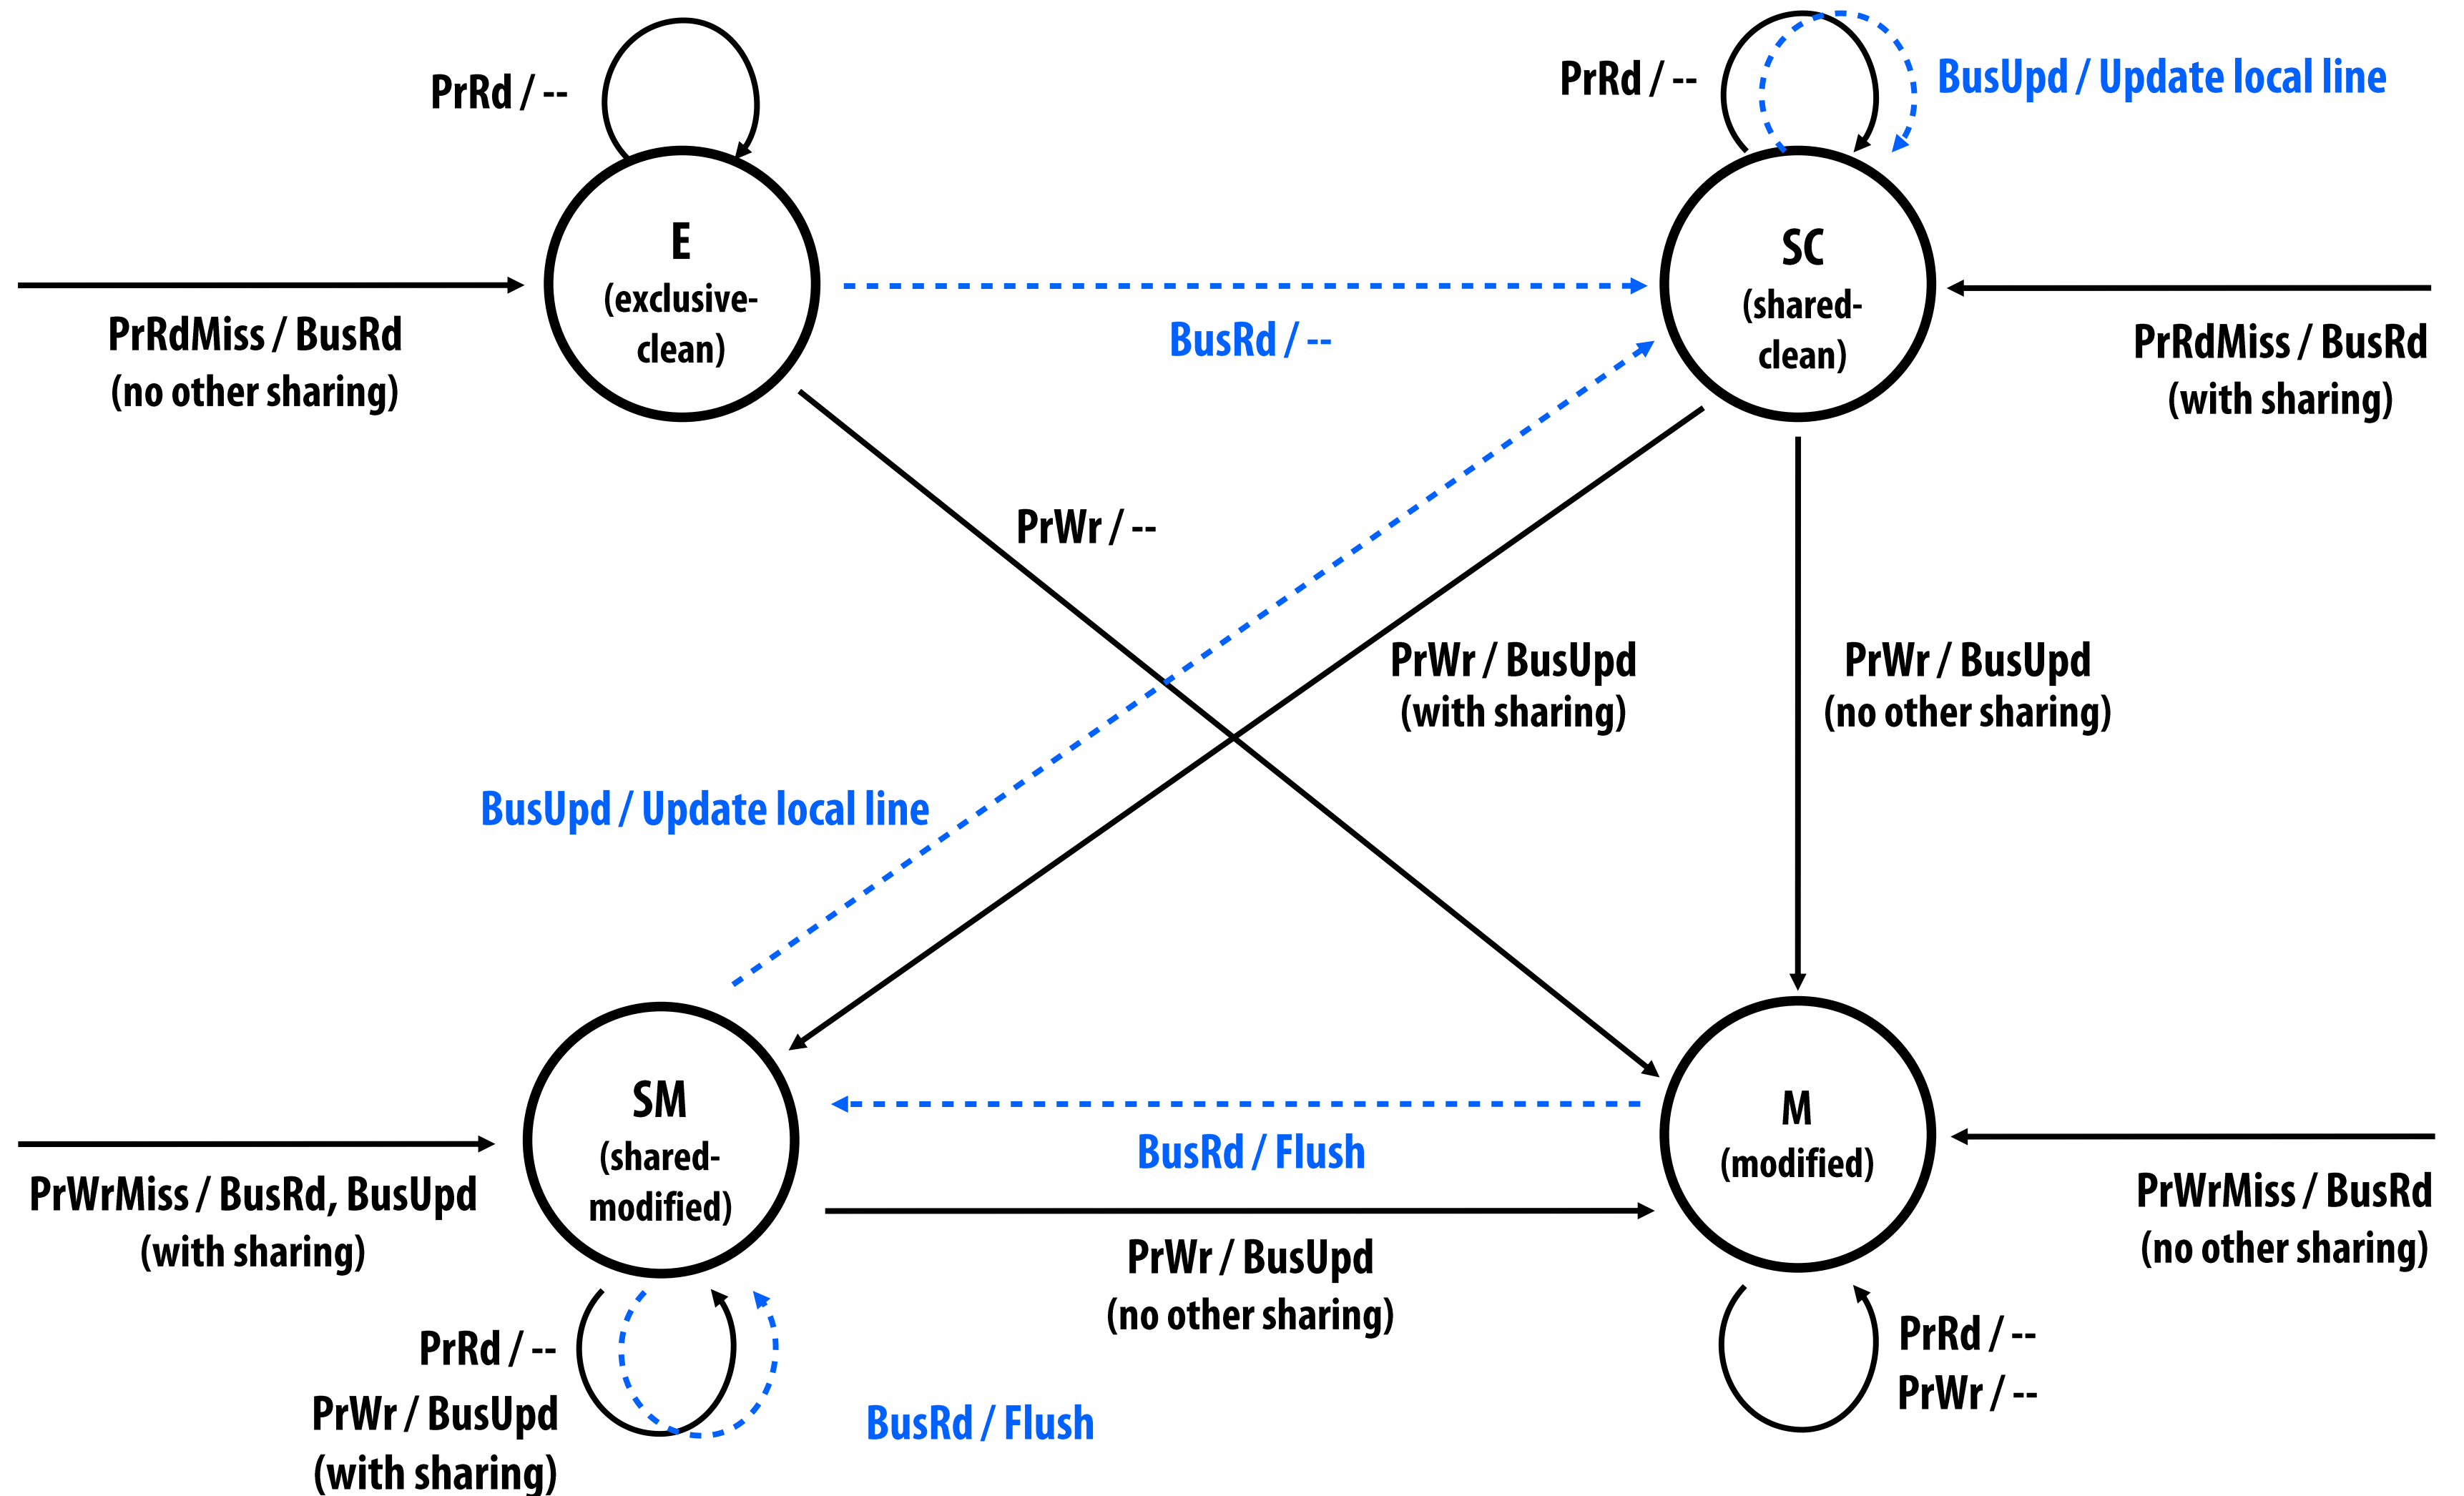 PrRd / --
PrRd / --
BusUpd / Update local line
E
(exclusive-
clean)
SC
(shared-
clean)
PrRdMiss / BusRd
(no other sharing)
BusRd / --
PrRdMiss / BusRd
(with sharing)
PrWr / --
PrWr / BusUpd
(with sharing)
PrWr / BusUpd
(no other sharing)
BusUpd / Update local line
SM
(shared-
modified)
M
(modified)
BusRd / Flush
PrWrMiss / BusRd, BusUpd
(with sharing)
PrWr / BusUpd
(no other sharing)
PrWrMiss / BusRd
(no other sharing)
PrRd / --
PrWr / BusUpd
(with sharing)
BusRd / Flush
PrRd / --
PrWr / --